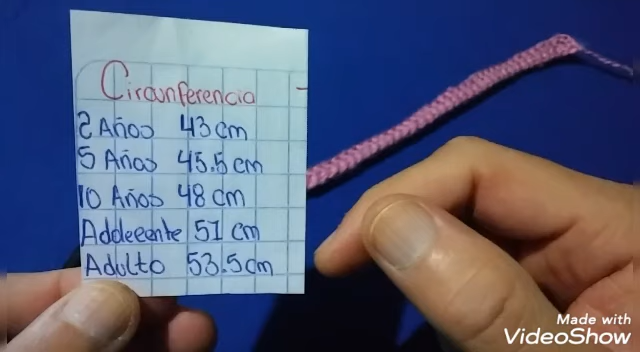 Circunferencia
2 Años 43 cm
5 Años 45.5 cm
10 Años 48 cm
Addecente 51 cm
Adulto 53.5 cm
Made with
VideoShow